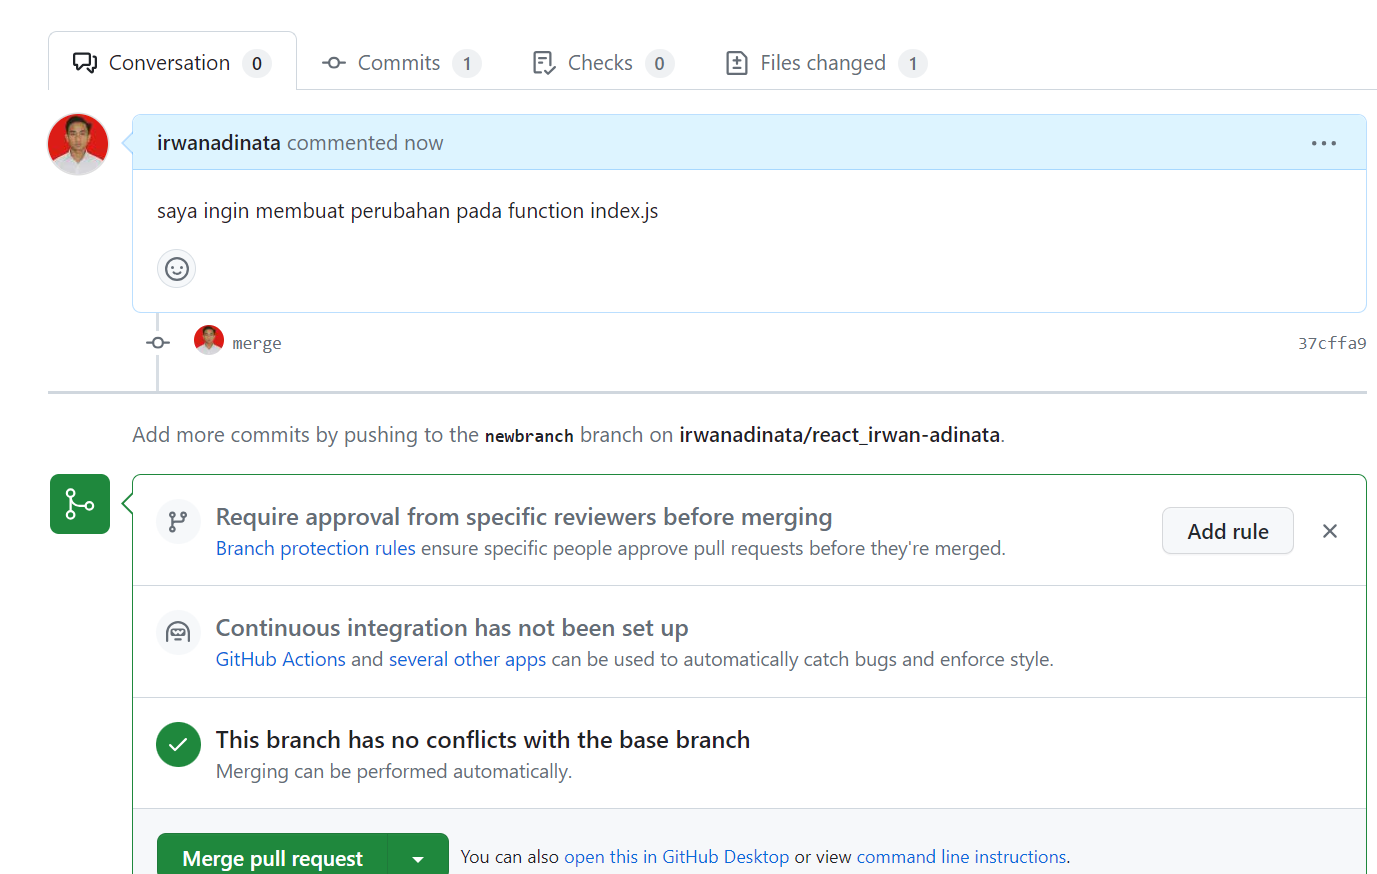 Conversation 0 Commits 1 Checks 0 Files changed 1
irwanadinata commented now
saya ingin membuat perubahan pada function index.js
merge 37cffa9
Add more commits by pushing to the newbranch branch on irwanadinata/react_irwan-adinata.
Require approval from specific reviewers before merging
Branch protection rules ensure specific people approve pull requests before they're merged.
Add rule
Continuous integration has not been set up
GitHub Actions and several other apps can be used to automatically catch bugs and enforce style.
This branch has no conflicts with the base branch
Merging can be performed automatically.
Merge pull request You can also open this in GitHub Desktop or view command line instructions.